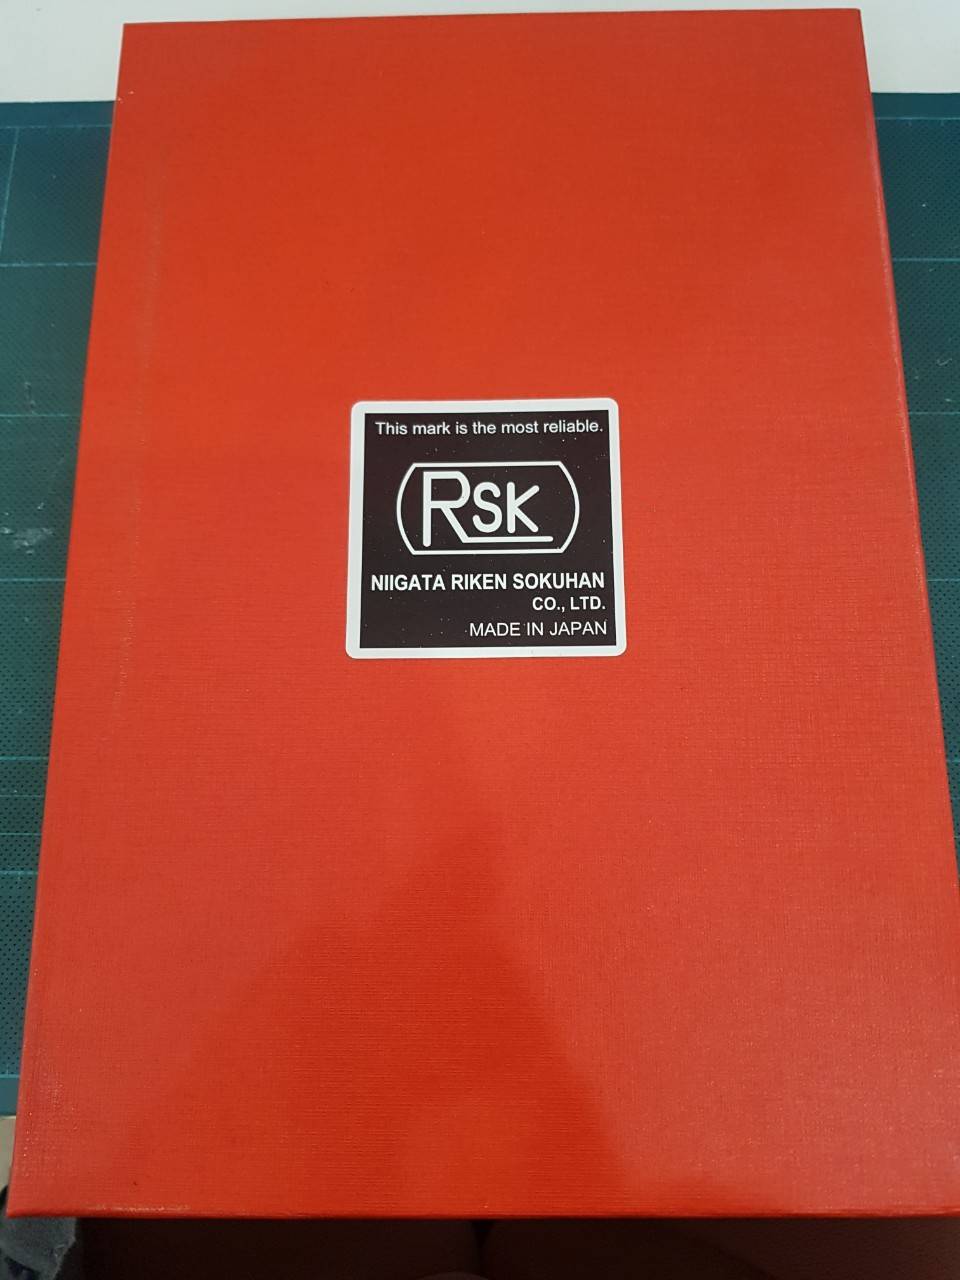 This mark is the most reliable.
RSK
NIIGATA RIKEN SOKUHAN
CO., LTD.
MADE IN JAPAN